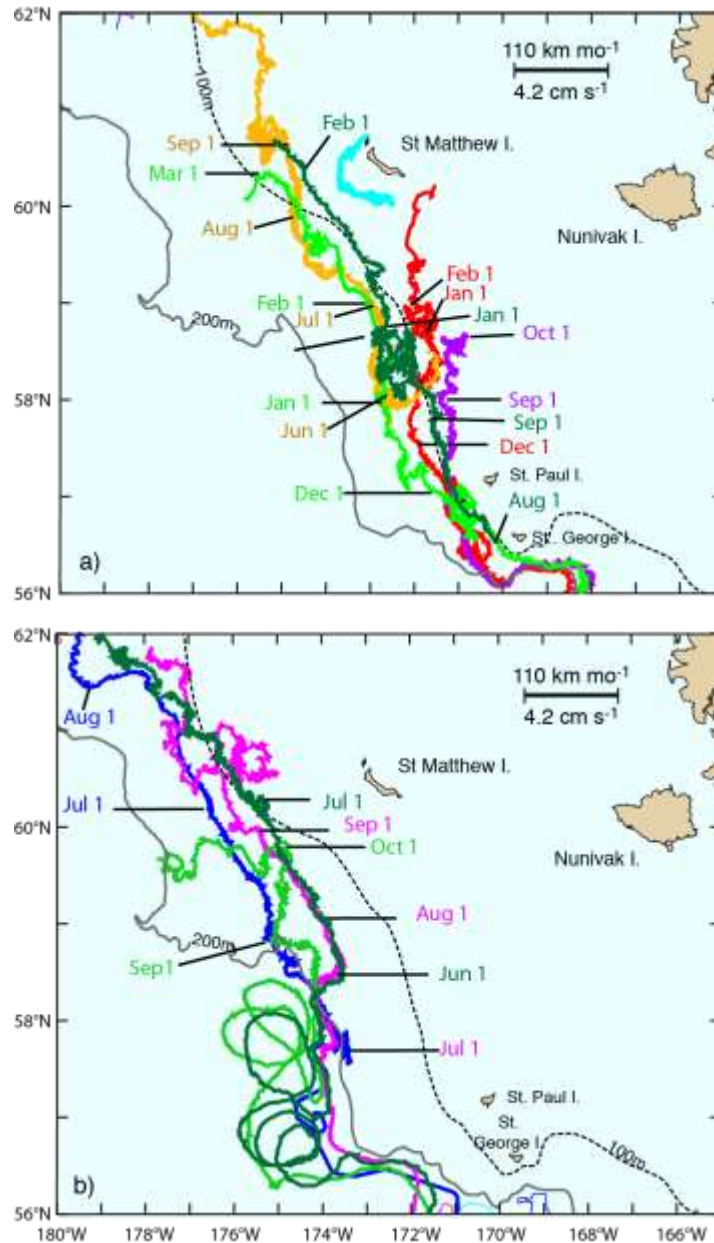 62°N
110 km mo-1
4.2 cm s-1
100m
Feb 1
Sep 1
St Matthew I.
Mar 1
60°N
Nunivak I.
Aug 1
Feb 1
Jan 1
Feb 1
200m
Jul 1
Jan 1
Oct 1
58°N
Jan 1
Sep 1
Jun 1
Sep 1
Dec 1
St. Paul I.
Dec 1
Aug 1
St. George I.
a)
56°N
62°N
110 km mo-1
4.2 cm s-1
Aug 1
St Matthew I.
Jul 1
Jul 1
60°N
Sep 1
Oct 1
Nunivak I.
Aug 1
200m
Sep 1
Jun 1
58°N
Jul 1
St. Paul I.
St.
George I.
100m
b)
56°N
180°W 178°W 176°W 174°W 172°W 170°W 168°W 166°W